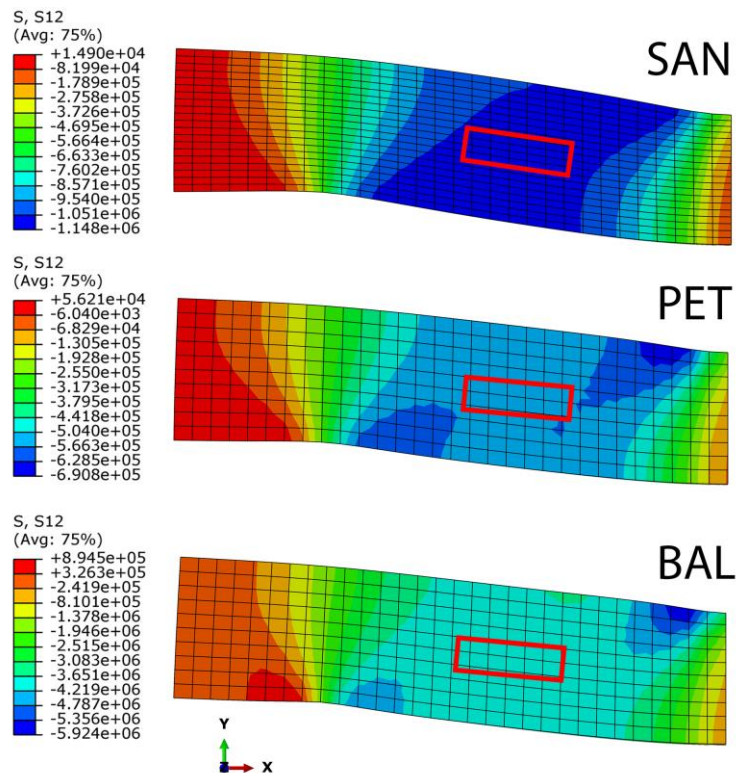 S, S12
(Avg: 75%)
+1.490e+04
-8.199e+04
-1.789e+05
-2.758e+05
-3.726e+05
-4.695e+05
-5.664e+05
-6.633e+05
-7.602e+05
-8.571e+05
-9.540e+05
-1.051e+06
-1.148e+06
SAN
S, S12
(Avg: 75%)
+5.621e+04
-6.040e+03
-6.829e+04
-1.305e+05
-1.928e+05
-2.550e+05
-3.173e+05
-3.795e+05
-4.418e+05
-5.040e+05
-5.663e+05
-6.285e+05
-6.908e+05
PET
S, S12
(Avg: 75%)
+8.945e+05
+3.263e+05
-2.419e+05
-8.101e+05
-1.378e+06
-1.946e+06
-2.515e+06
-3.083e+06
-3.651e+06
-4.219e+06
-4.787e+06
-5.356e+06
-5.924e+06
BAL
Y
X